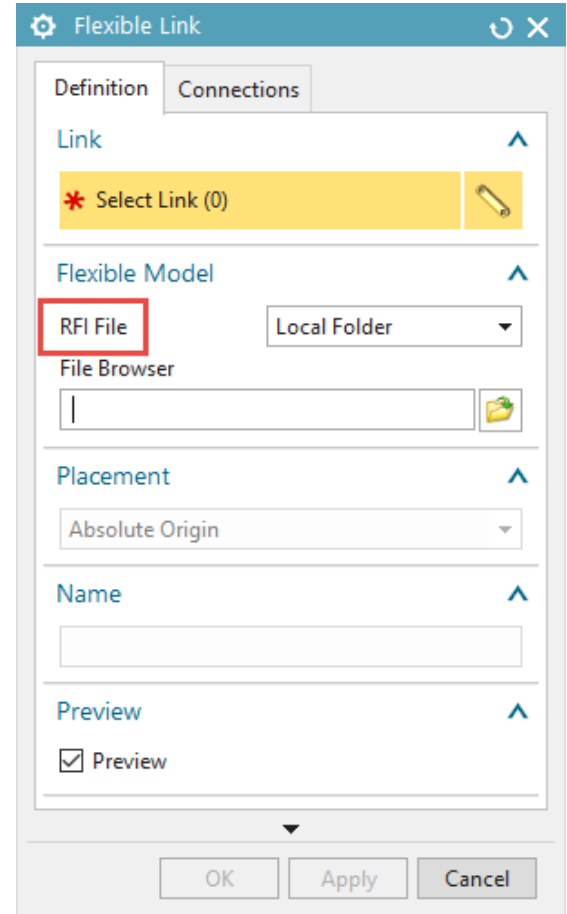 Flexible Link
Definition Connections
Link
* Select Link (0)
Flexible Model
RFI File Local Folder
File Browser
Placement
Absolute Origin
Name
Preview
Preview
OK Apply Cancel